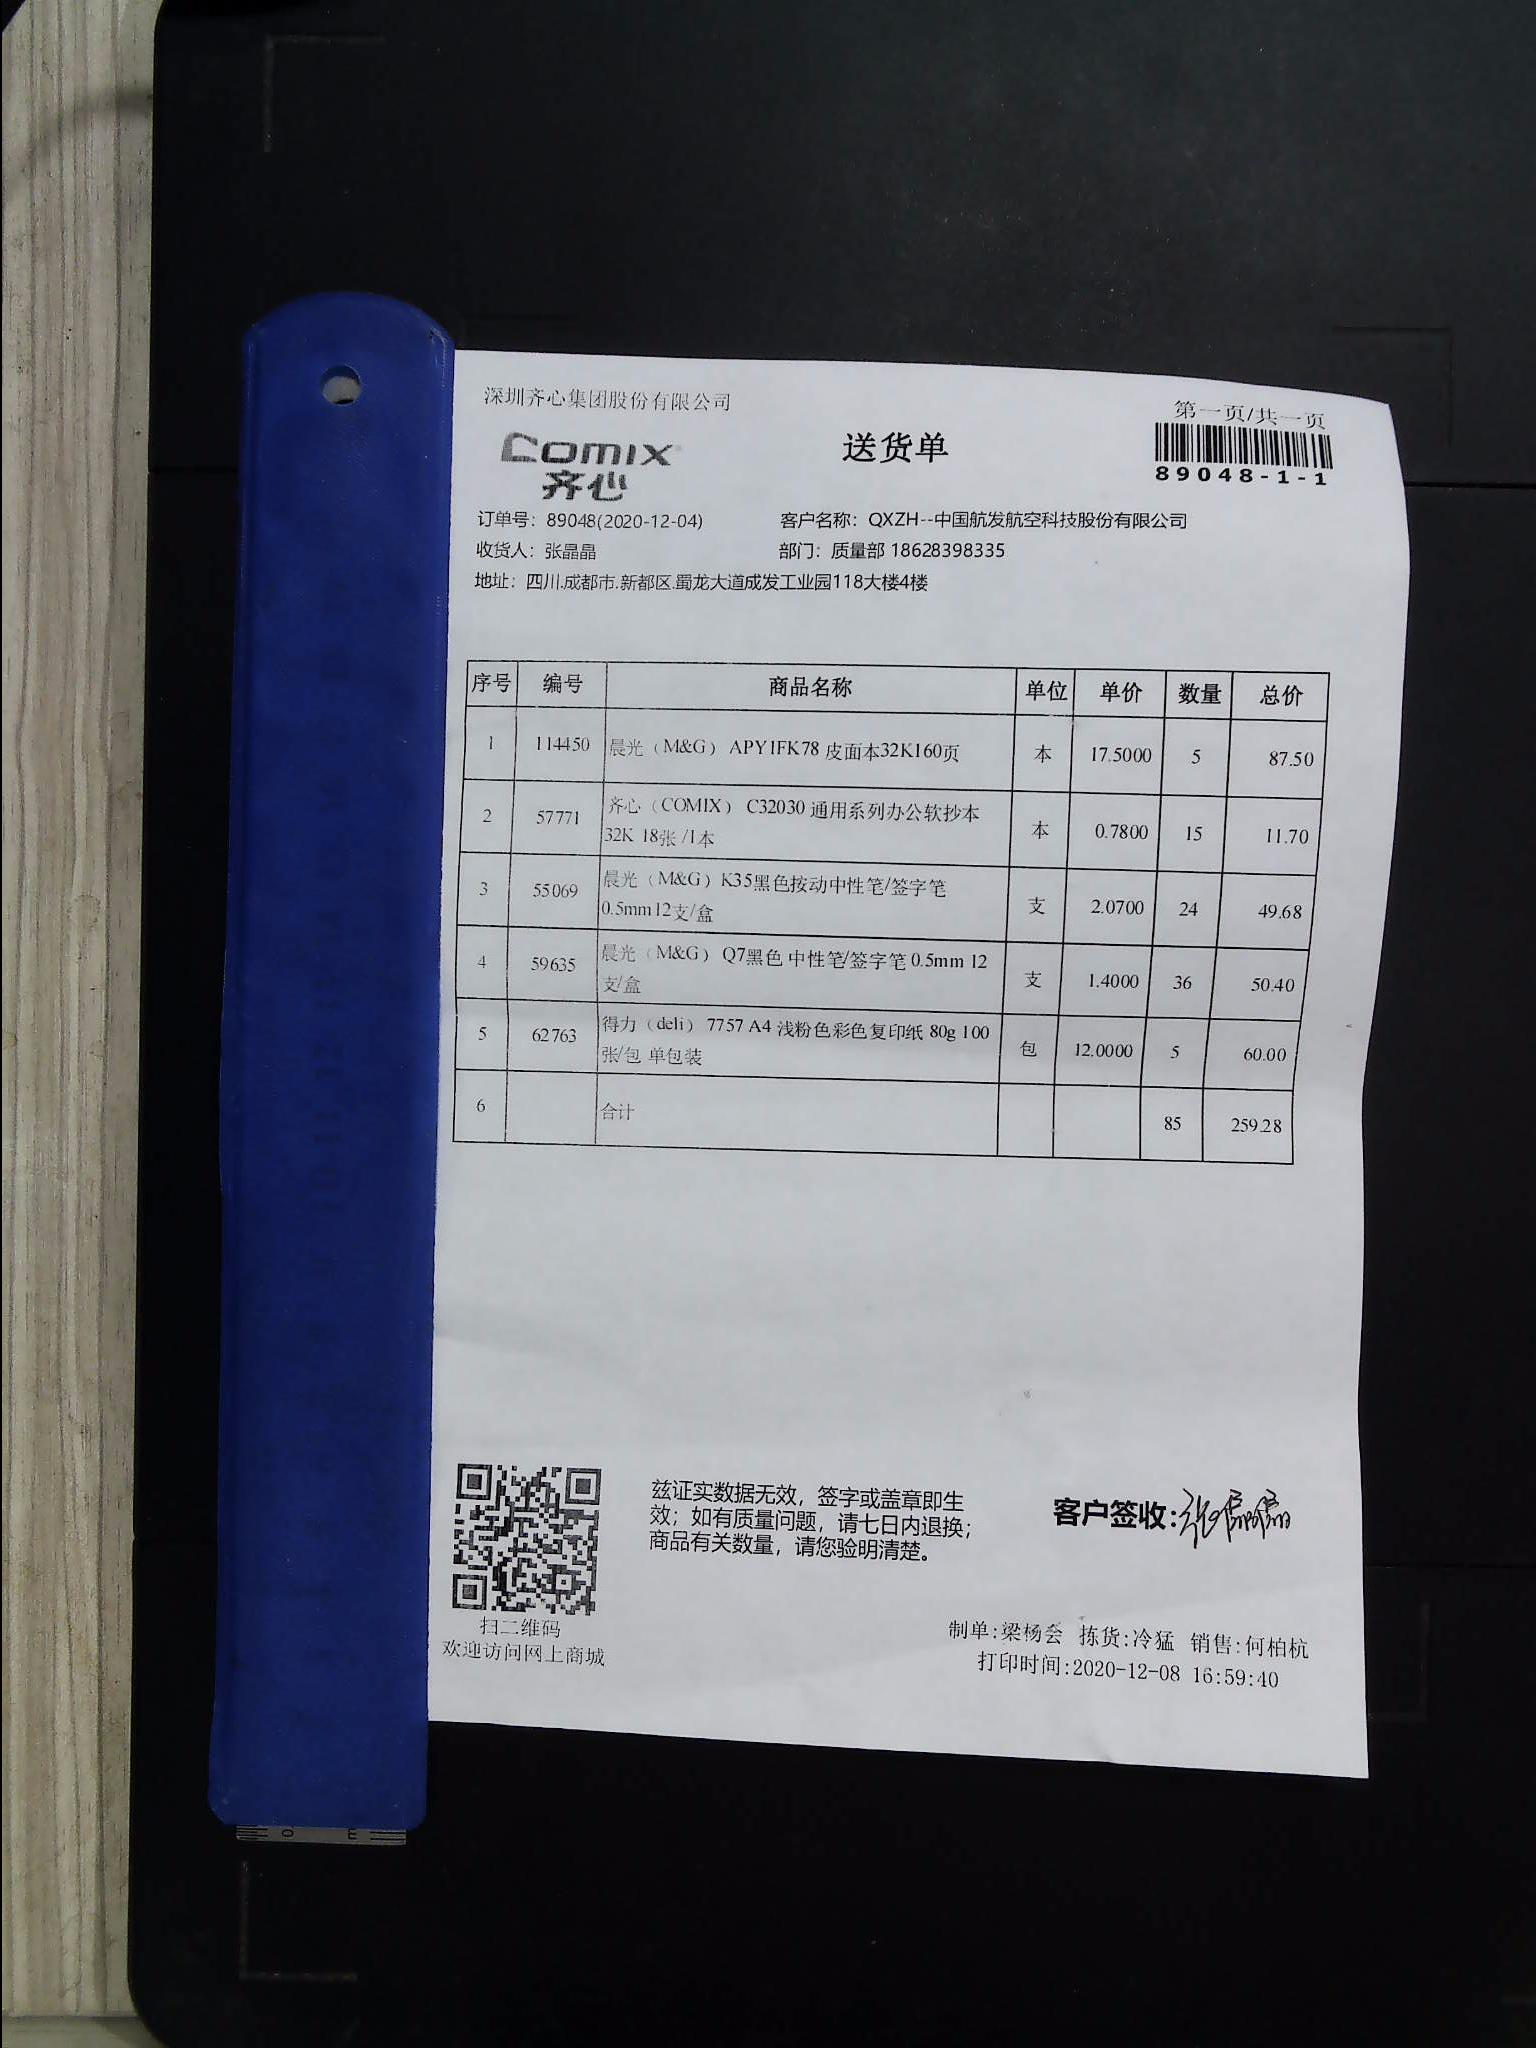 深圳齐心集团股份有限公司
第一页/共一页
COMIX
齐心
送货单
89048-1-1
订单号：89048(2020-12-04)
客户名称：QXZH--中国航发航空科技股份有限公司
收货人：张晶晶
部门：质量部 18628398335
地址：四川.成都市.新都区.蜀龙大道成发工业园118大楼4楼
序号 编号 商品名称 单位 单价 数量 总价
1 114450 晨光（M&G） APY1FK78 皮面本32K160页 本 17.5000 5 87.50
2 57771 齐心（COMIX） C32030 通用系列办公软抄本
32K 18张 /1本 本 0.7800 15 11.70
3 55069 晨光（M&G）K35黑色按动中性笔/签字笔
0.5mm12支/盒 支 2.0700 24 49.68
4 59635 晨光（M&G） Q7黑色 中性笔/签字笔 0.5mm 12
支/盒 支 1.4000 36 50.40
5 62763 得力（deli）7757 A4 浅粉色彩色复印纸 80g 100
张/包 单包装 包 12.0000 5 60.00
6 合计 85 259.28
兹证实数据无效，签字或盖章即生
效；如有质量问题，请七日内退换；
商品有关数量，请您验明清楚。
客户签收:张晶晶
扫二维码
欢迎访问网上商城
制单:梁杨会 拣货:冷猛 销售:何柏杭
打印时间:2020-12-08 16:59:40